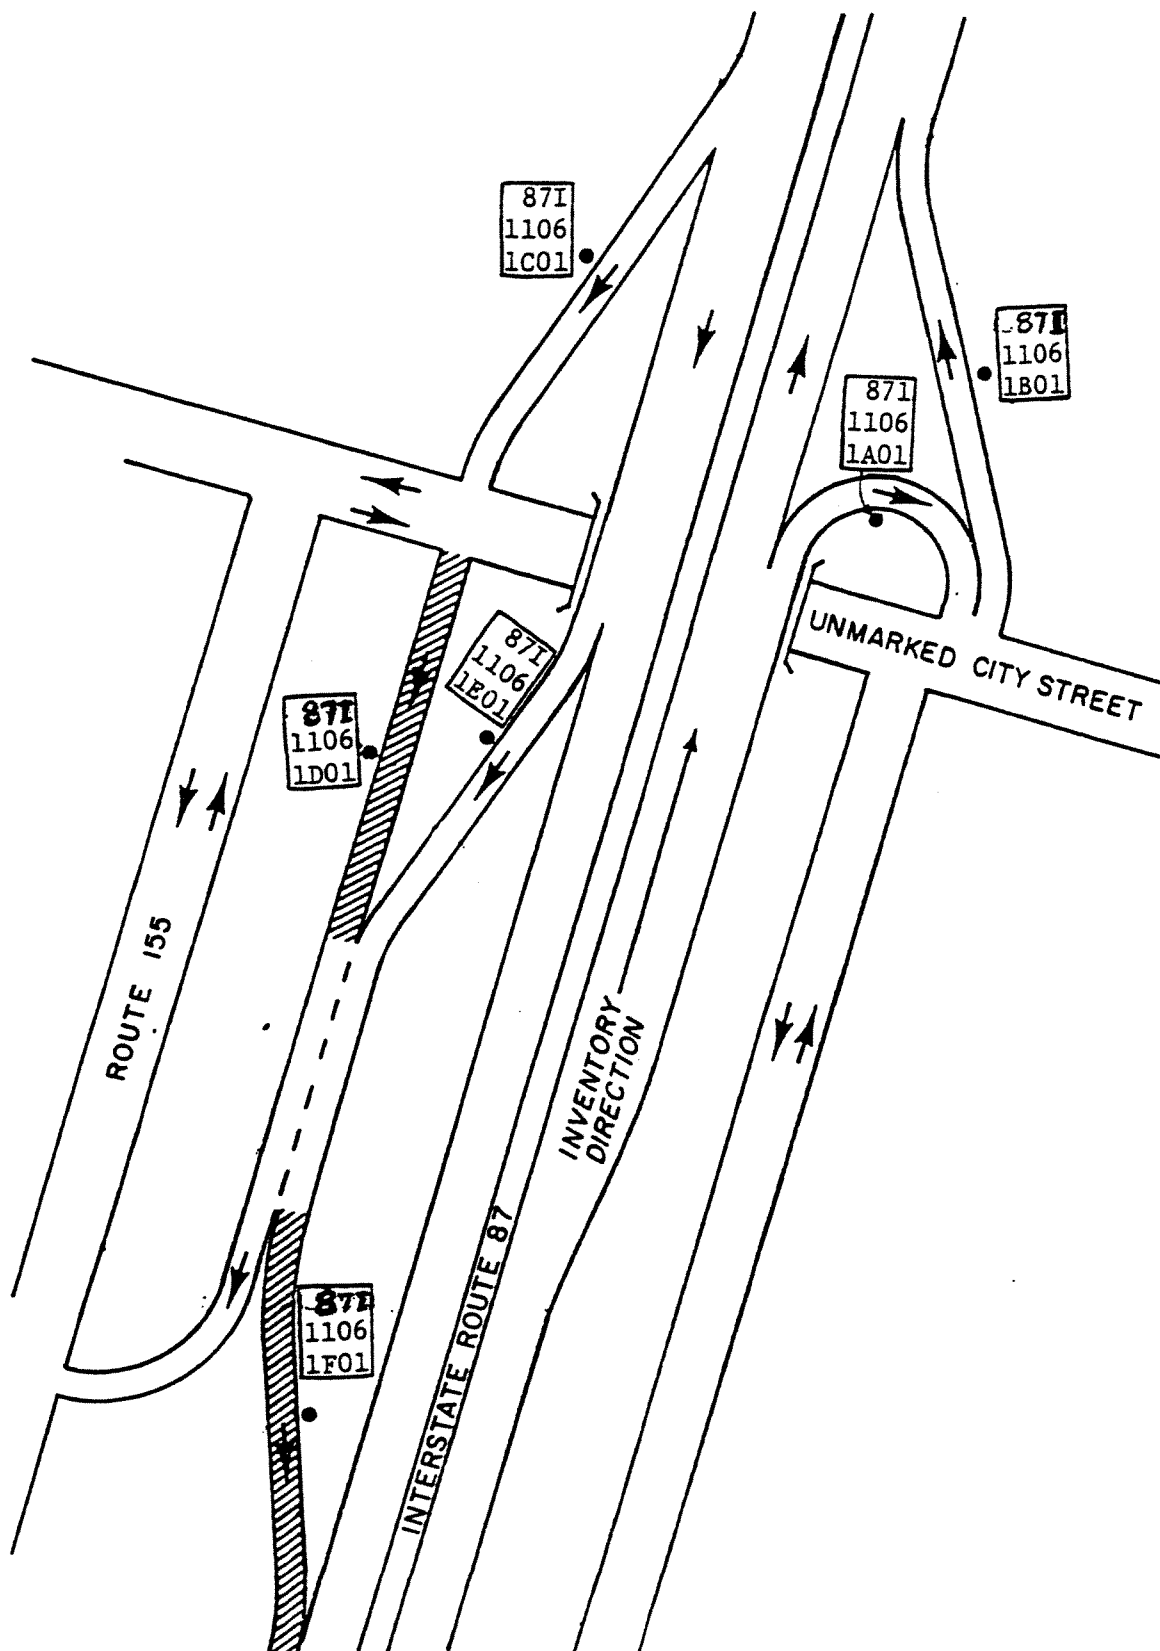 87I
1106
1C01
87I
1106
1B01
871
1106
1A01
UNMARKED CITY STREET
87I
1106
1E01
87I
1106
1D01
ROUTE 155
INVENTORY
DIRECTION
INTERSTATE ROUTE 87
87I
1106
1F01